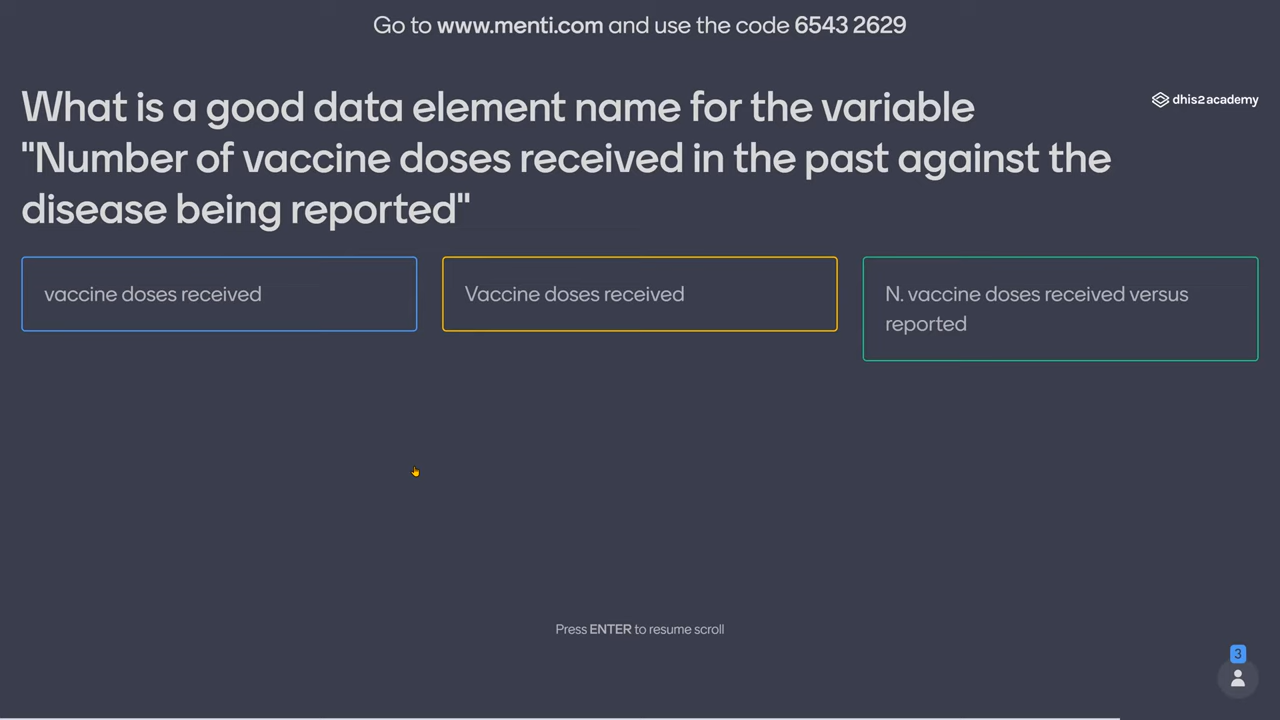 Go to www.menti.com and use the code 6543 2629
What is a good data element name for the variable
"Number of vaccine doses received in the past against the
disease being reported"
dhis2 academy
vaccine doses received
Vaccine doses received
N. vaccine doses received versus
reported
Press ENTER to resume scroll
3